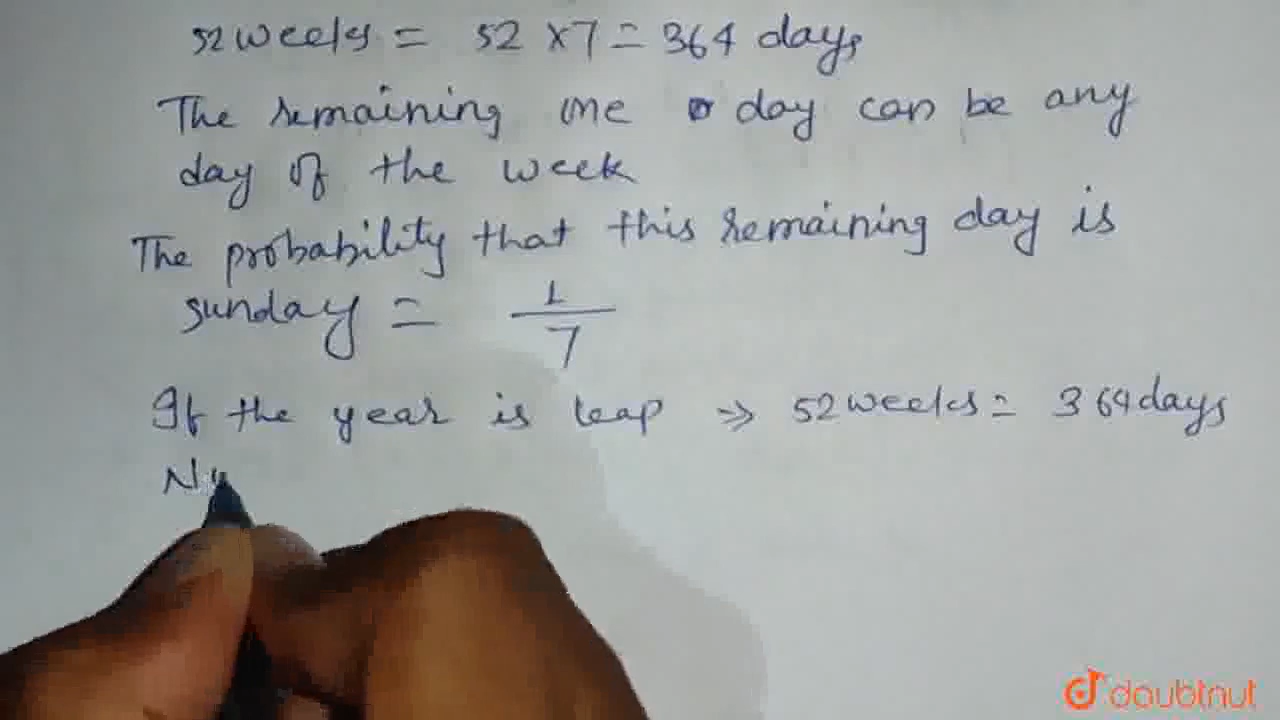 52 weeks = 52 × 7 = 364 days
The remaining one day can be any
day of the week
The probability that this remaining day is
sunday = 1/7
If the year is leap ⇒ 52 weeks = 364 days
doubtnut